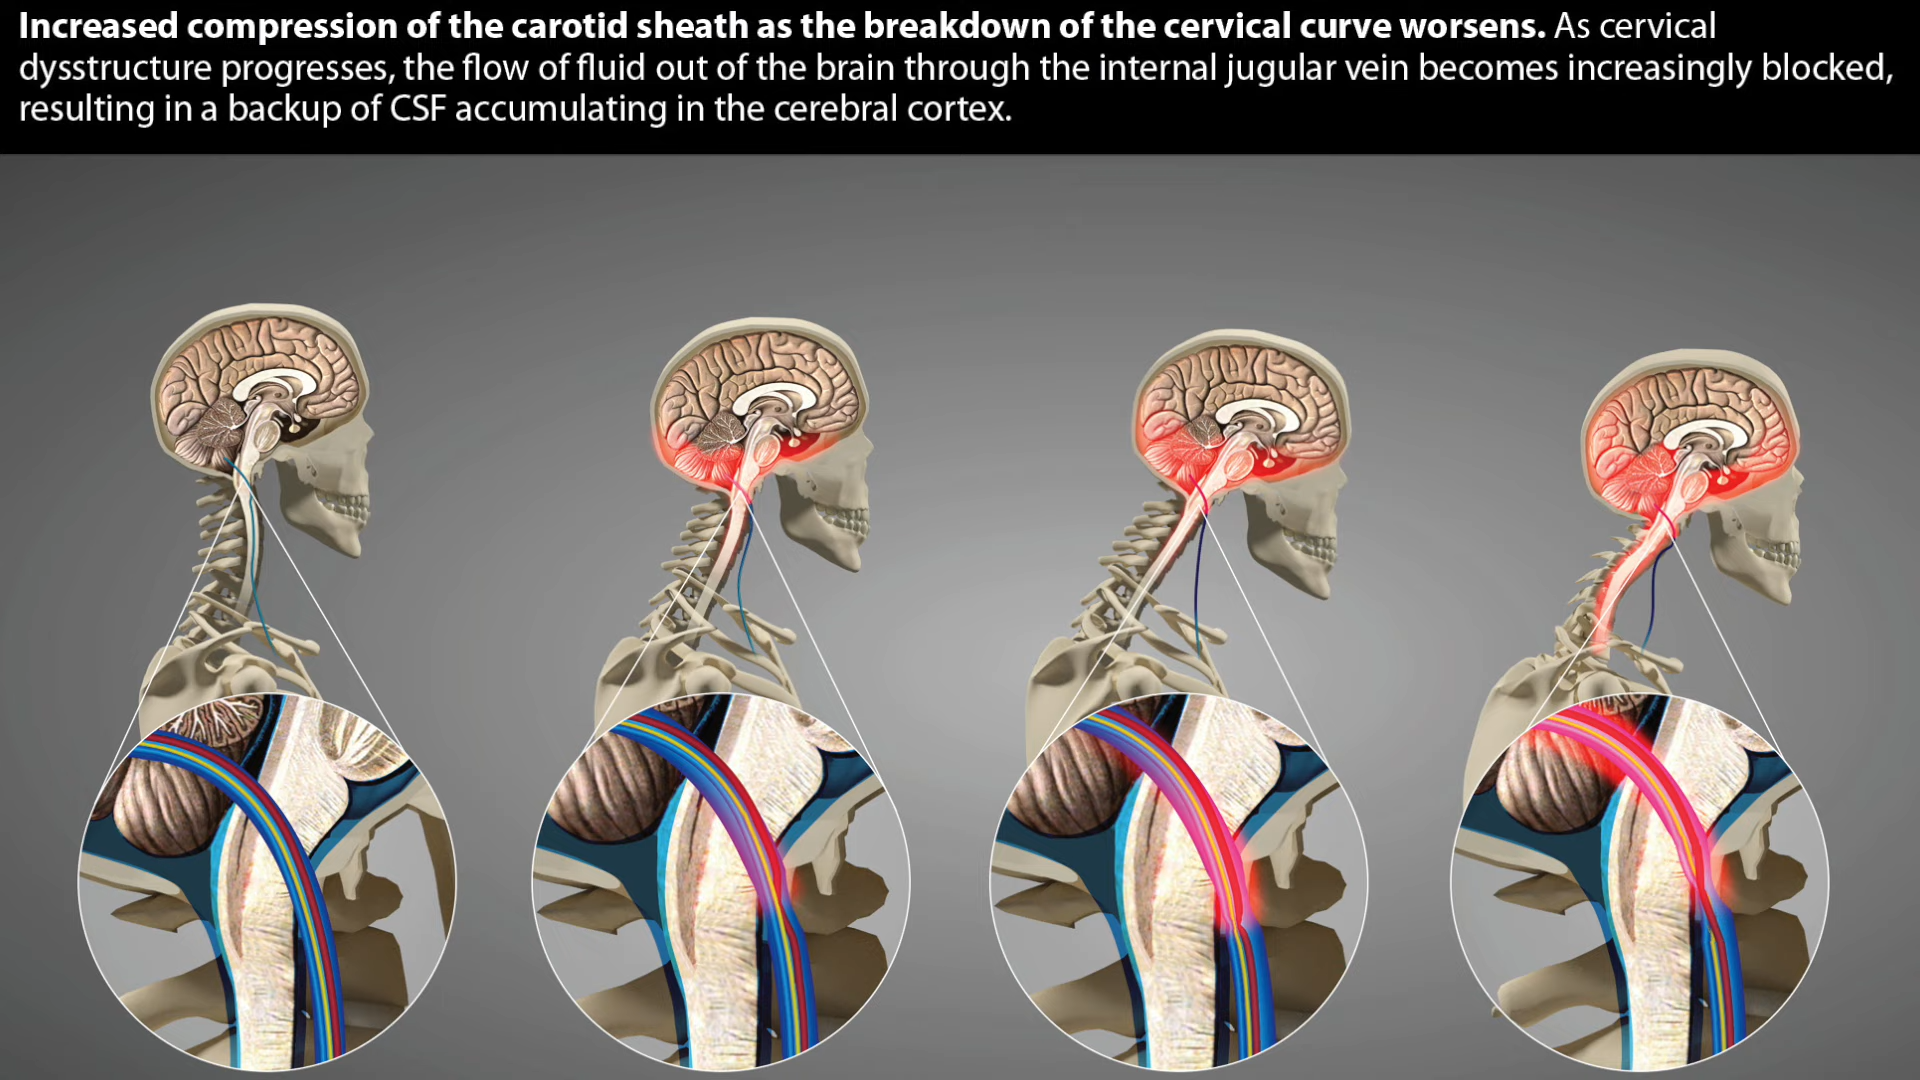 Increased compression of the carotid sheath as the breakdown of the cervical curve worsens. As cervical
dysstructure progresses, the flow of fluid out of the brain through the internal jugular vein becomes increasingly blocked,
resulting in a backup of CSF accumulating in the cerebral cortex.